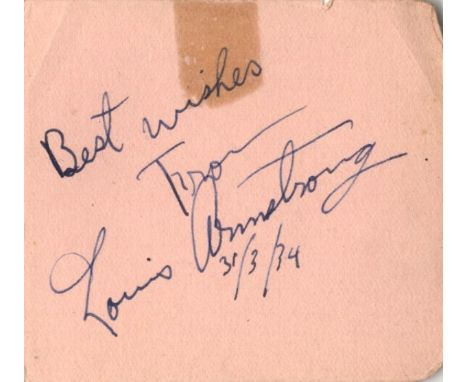 Best wishes
From
Louis Armstrong
31/3/34